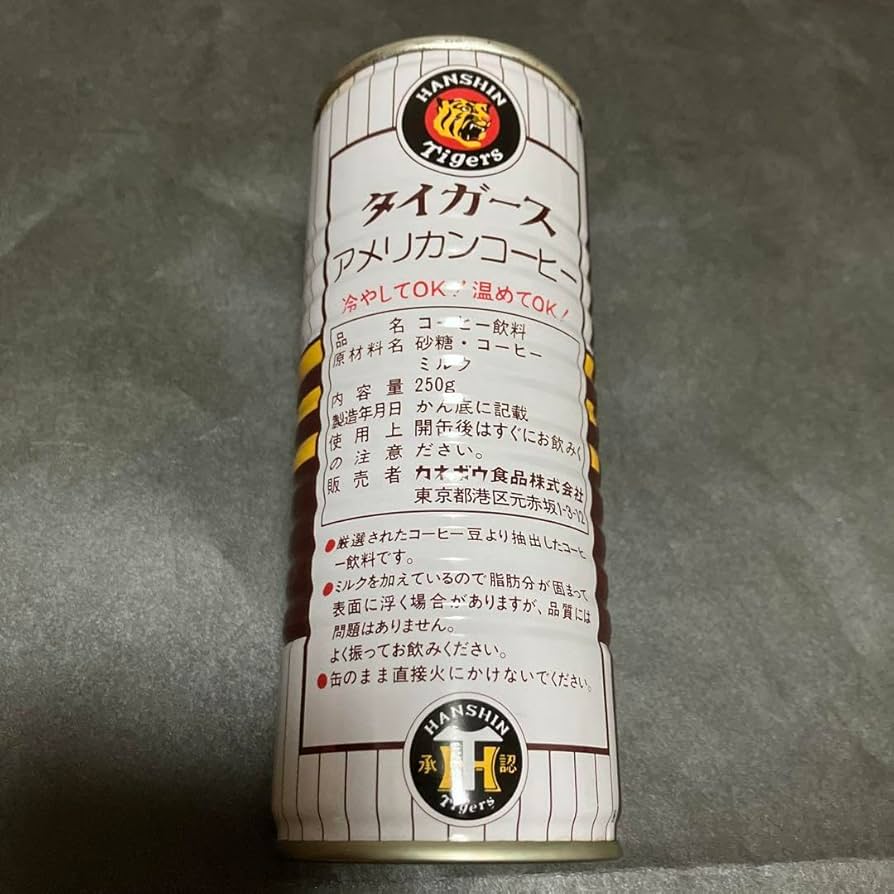 HANSHIN
Tigers
タイガース
アメリカンコーヒー
冷やしてOK! 温めてOK!
品名 コーヒー飲料
原材料名 砂糖・コーヒー
ミルク
内容量 250g
製造年月日 かん底に記載
使用上 開缶後はすぐにお飲みく
の注意 ださい。
販売者 カネボウ食品株式会社
東京都港区元赤坂1-3-12
●厳選されたコーヒー豆より抽出したコーヒ
ー飲料です。
●ミルクを加えているので脂肪分が固まって
表面に浮く場合がありますが、品質には
問題はありません。
よく振ってお飲みください。
●缶のまま直接火にかけないでください。
HANSHIN
承 TH 認
Tigers